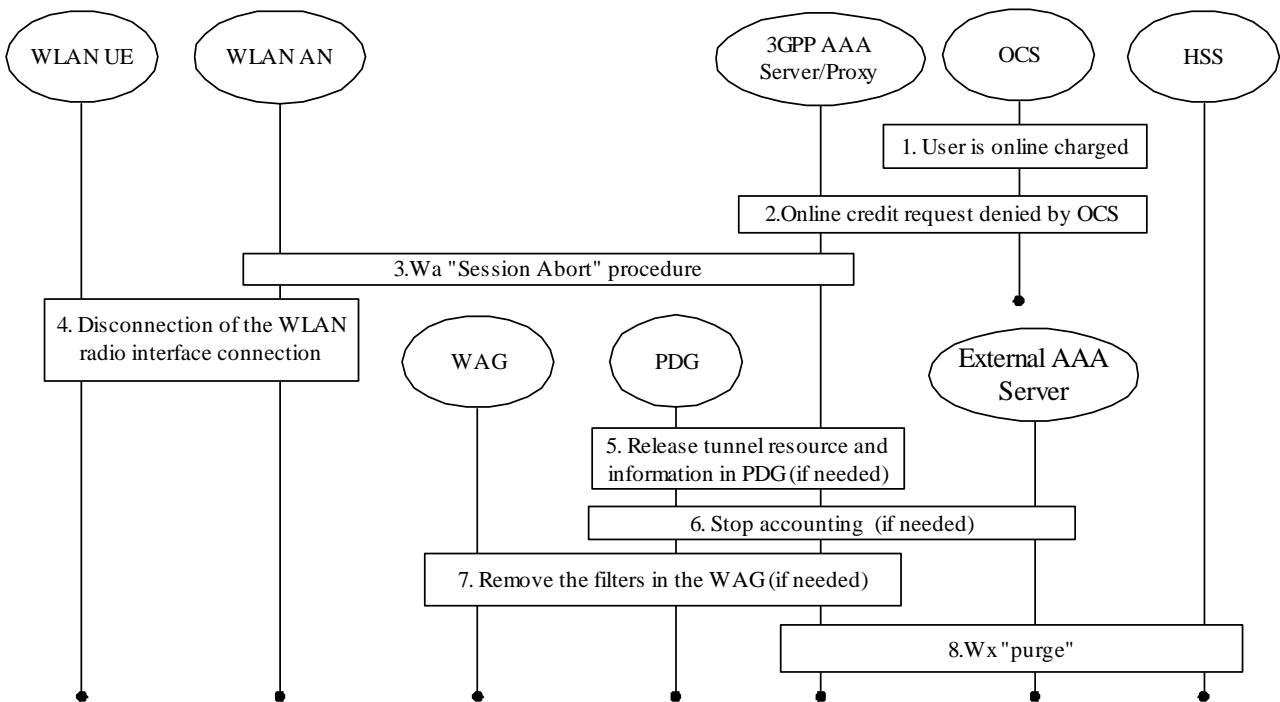 WLAN UE
WLAN AN
3GPP AAA
Server/Proxy
OCS
HSS
1. User is online charged
2.Online credit request denied by OCS
3.Wa "Session Abort" procedure
4. Disconnection of the WLAN
radio interface connection
WAG
PDG
External AAA
Server
5. Release tunnel resource and
information in PDG (if needed)
6. Stop accounting (if needed)
7. Remove the filters in the WAG (if needed)
8.Wx "purge"